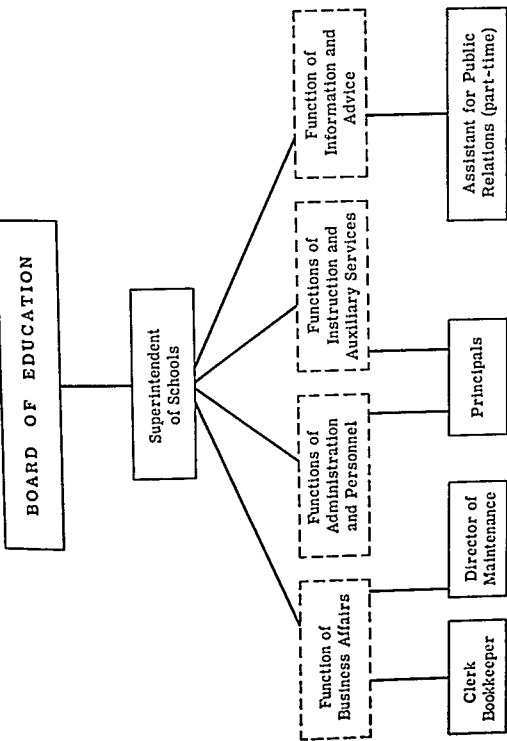 BOARD OF EDUCATION
Superintendent
of Schools
Function of
Business Affairs
Functions of
Administration
and Personnel
Functions of
Instruction and
Auxiliary Services
Function of
Information and
Advice
Clerk
Bookkeeper
Director of
Maintenance
Principals
Assistant for Public
Relations (part-time)